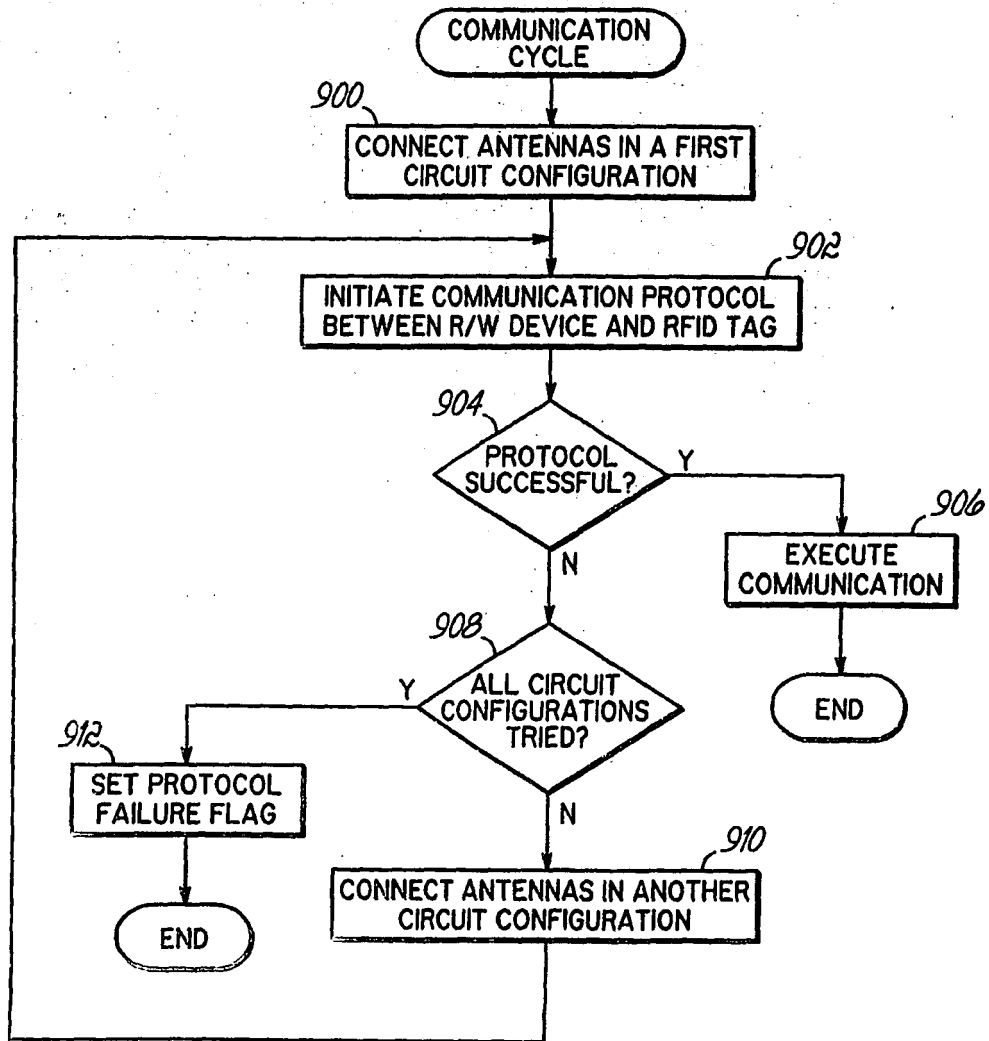 COMMUNICATION
CYCLE
900
CONNECT ANTENNAS IN A FIRST
CIRCUIT CONFIGURATION
902
INITIATE COMMUNICATION PROTOCOL
BETWEEN R/W DEVICE AND RFID TAG
904
PROTOCOL
SUCCESSFUL?
Y
906
EXECUTE
COMMUNICATION
N
END
908
ALL CIRCUIT
CONFIGURATIONS
TRIED?
Y
912
SET PROTOCOL
FAILURE FLAG
END
N
910
CONNECT ANTENNAS IN ANOTHER
CIRCUIT CONFIGURATION